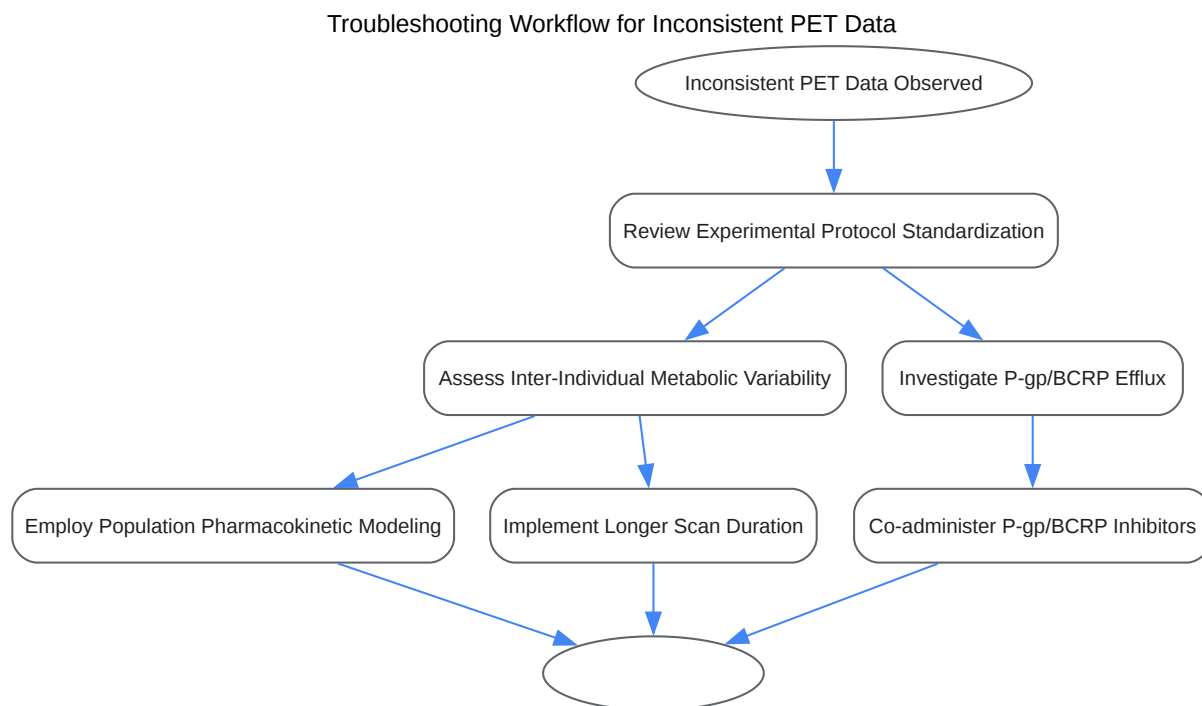 Troubleshooting Workflow for Inconsistent PET Data
Inconsistent PET Data Observed
Review Experimental Protocol Standardization
Assess Inter-Individual Metabolic Variability
Investigate P-gp/BCRP Efflux
Employ Population Pharmacokinetic Modeling
Implement Longer Scan Duration
Co-administer P-gp/BCRP Inhibitors